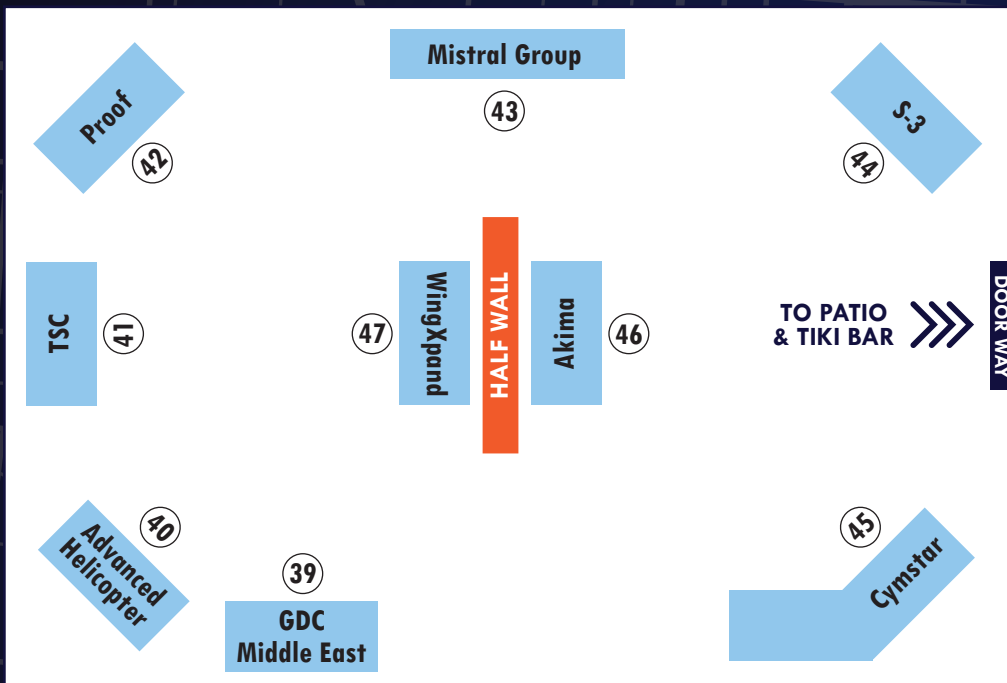 Mistral Group
43
Proof
42
S-3
44
TSC
41
WingXpand
47
HALF WALL
Akima
46
TO PATIO
& TIKI BAR
DOOR WAY
Advanced
Helicopter
40
39
GDC
Middle East
45
Cymstar